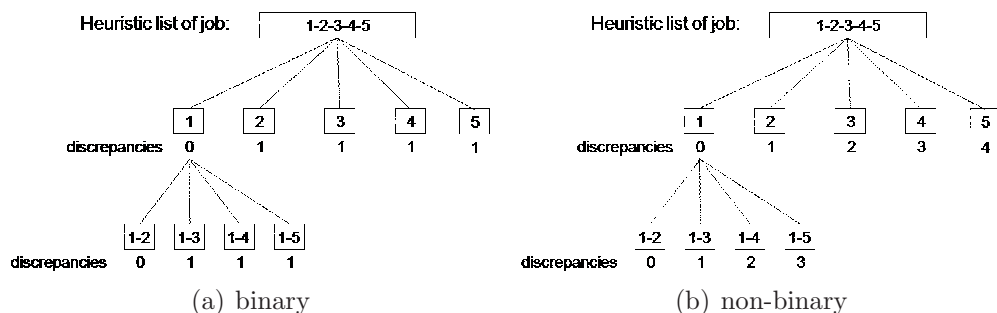 Heuristic list of job: 1-2-3-4-5
1 2 3 4 5
discrepancies 0 1 1 1 1
1-2 1-3 1-4 1-5
discrepancies 0 1 1 1
(a) binary
Heuristic list of job: 1-2-3-4-5
1 2 3 4 5
discrepancies 0 1 2 3 4
1-2 1-3 1-4 1-5
discrepancies 0 1 2 3
(b) non-binary